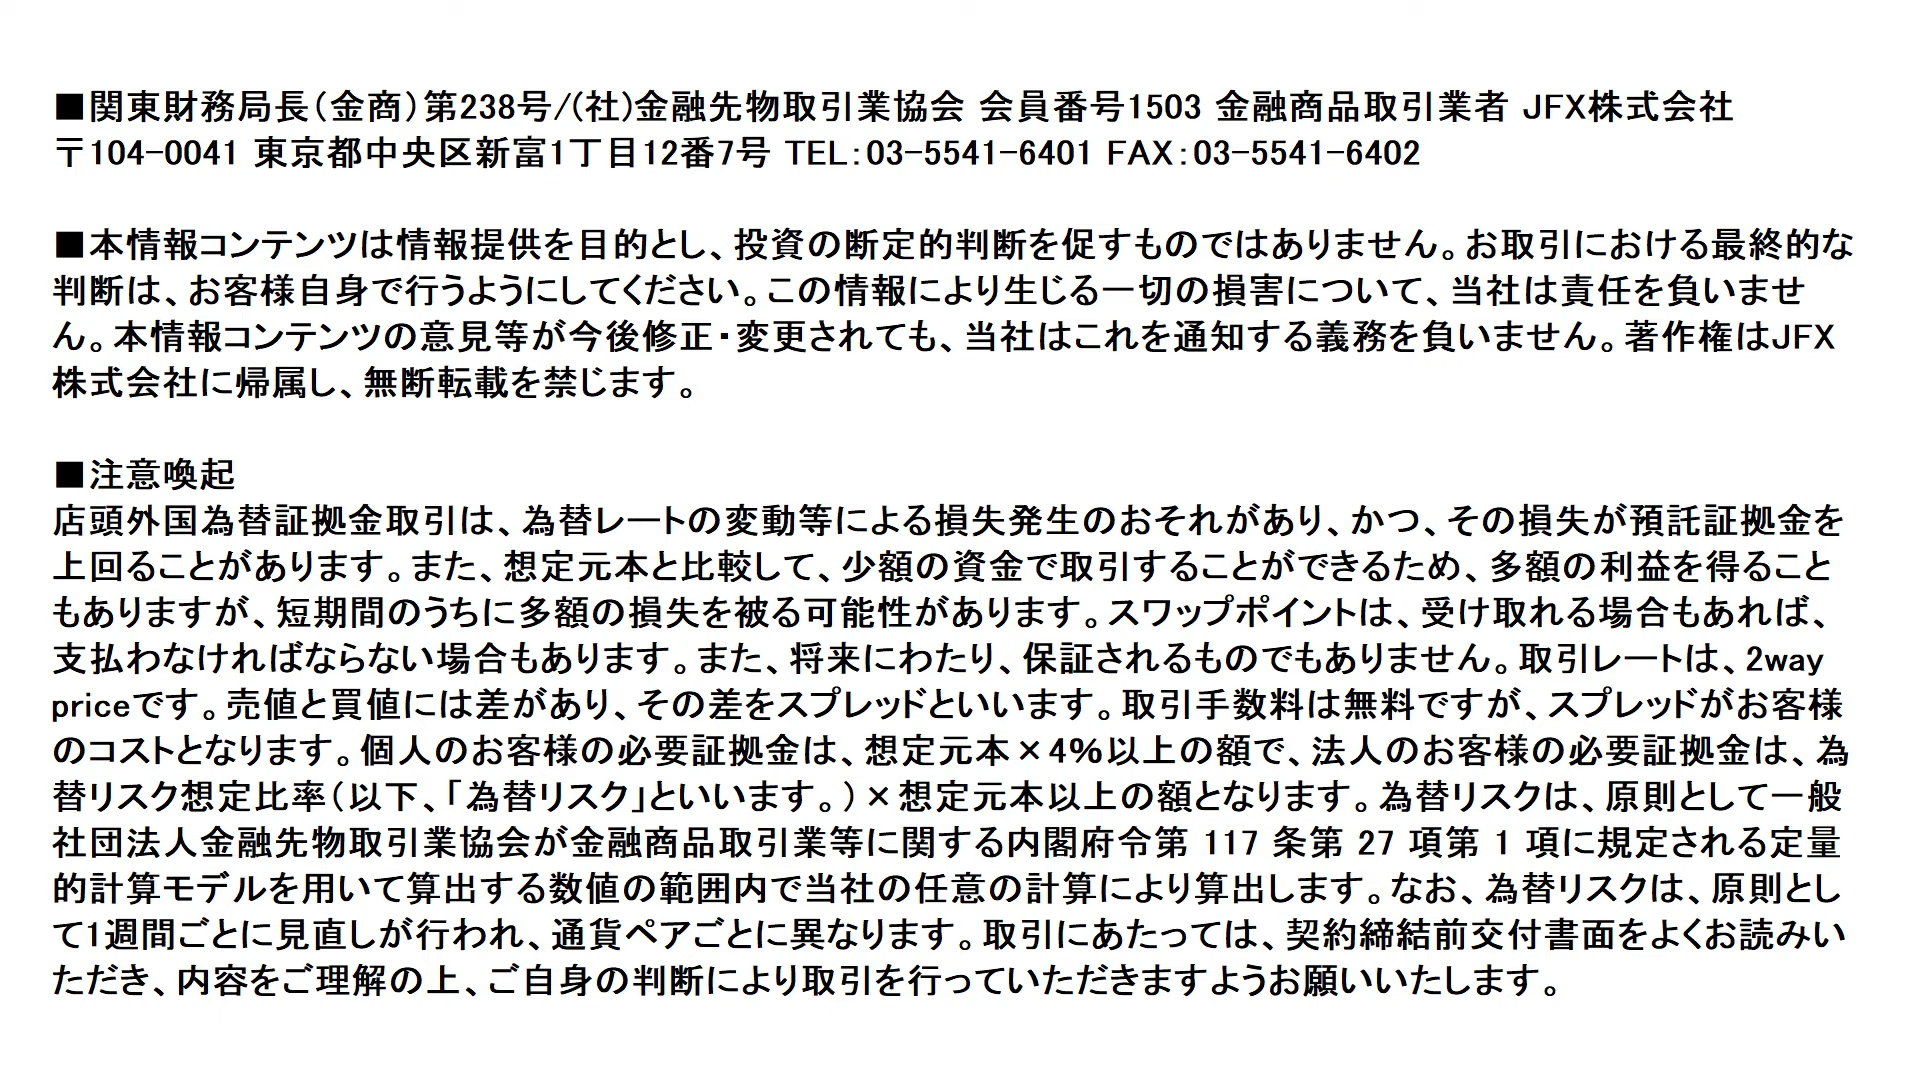 ■関東財務局長(金商)第238号/(社)金融先物取引業協会 会員番号1503 金融商品取引業者 JFX株式会社
〒104-0041 東京都中央区新富1丁目12番7号 TEL:03-5541-6401 FAX:03-5541-6402
■本情報コンテンツは情報提供を目的とし、投資の断定的判断を促すものではありません。お取引における最終的な
判断は、お客様自身で行うようにしてください。この情報により生じる一切の損害について、当社は責任を負いませ
ん。本情報コンテンツの意見等が今後修正・変更されても、当社はこれを通知する義務を負いません。著作権はJFX
株式会社に帰属し、無断転載を禁じます。
■注意喚起
店頭外国為替証拠金取引は、為替レートの変動等による損失発生のおそれがあり、かつ、その損失が預託証拠金を
上回ることがあります。また、想定元本と比較して、少額の資金で取引することができるため、多額の利益を得ること
もありますが、短期間のうちに多額の損失を被る可能性があります。スワップポイントは、受け取れる場合もあれば、
支払わなければならない場合もあります。また、将来にわたり、保証されるものでもありません。取引レートは、2way
priceです。売値と買値には差があり、その差をスプレッドといいます。取引手数料は無料ですが、スプレッドがお客様
のコストとなります。個人のお客様の必要証拠金は、想定元本×4%以上の額で、法人のお客様の必要証拠金は、為
替リスク想定比率(以下、「為替リスク」といいます。)×想定元本以上の額となります。為替リスクは、原則として一般
社団法人金融先物取引業協会が金融商品取引業等に関する内閣府令第 117 条第 27 項第 1 項に規定される定量
的計算モデルを用いて算出する数値の範囲内で当社の任意の計算により算出します。なお、為替リスクは、原則とし
て1週間ごとに見直しが行われ、通貨ペアごとに異なります。取引にあたっては、契約締結前交付書面をよくお読みい
ただき、内容をご理解の上、ご自身の判断により取引を行っていただきますようお願いいたします。